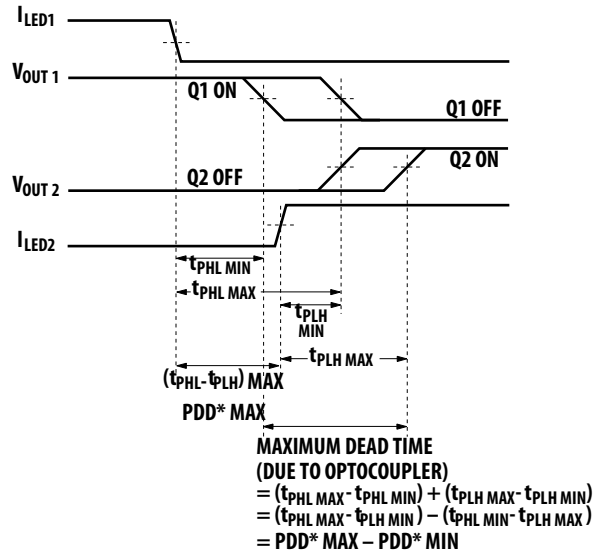 ILED1
VOUT 1
Q1 ON
Q1 OFF
Q2 OFF
Q2 ON
VOUT 2
ILED2
tPHL MIN
tPHL MAX
tPLH
MIN
tPLH MAX
(tPHL-tPLH) MAX
PDD* MAX
MAXIMUM DEAD TIME
(DUE TO OPTOCOUPLER)
= (tPHL MAX - tPHL MIN) + (tPLH MAX - tPLH MIN)
= (tPHL MAX - tPLH MIN) – (tPHL MIN - tPLH MAX)
= PDD* MAX – PDD* MIN